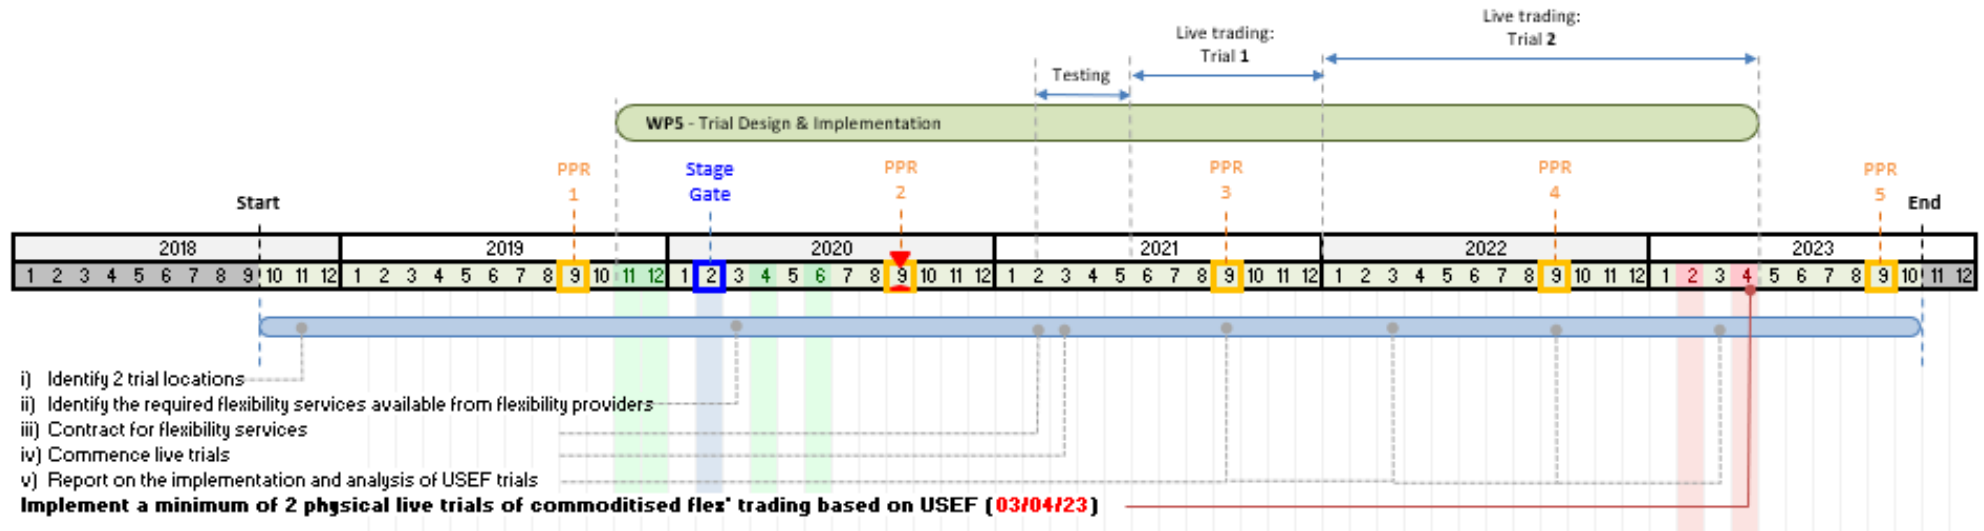 Live trading:
Trial 2
Live trading:
Trial 1
Testing
WP5 - Trial Design & Implementation
PPR
1
Stage
Gate
PPR
2
PPR
3
PPR
4
PPR
5
Start
End
2018 2019 2020 2021 2022 2023
1 2 3 4 5 6 7 8 9 10 11 12 1 2 3 4 5 6 7 8 9 10 11 12 1 2 3 4 5 6 7 8 9 10 11 12 1 2 3 4 5 6 7 8 9 10 11 12 1 2 3 4 5 6 7 8 9 10 11 12 1 2 3 4 5 6 7 8 9 10 11 12
i) Identify 2 trial locations
ii) Identify the required flexibility services available from flexibility providers
iii) Contract for flexibility services
iv) Commence live trials
v) Report on the implementation and analysis of USEF trials
Implement a minimum of 2 physical live trials of commoditised flex' trading based on USEF (03/04/23)